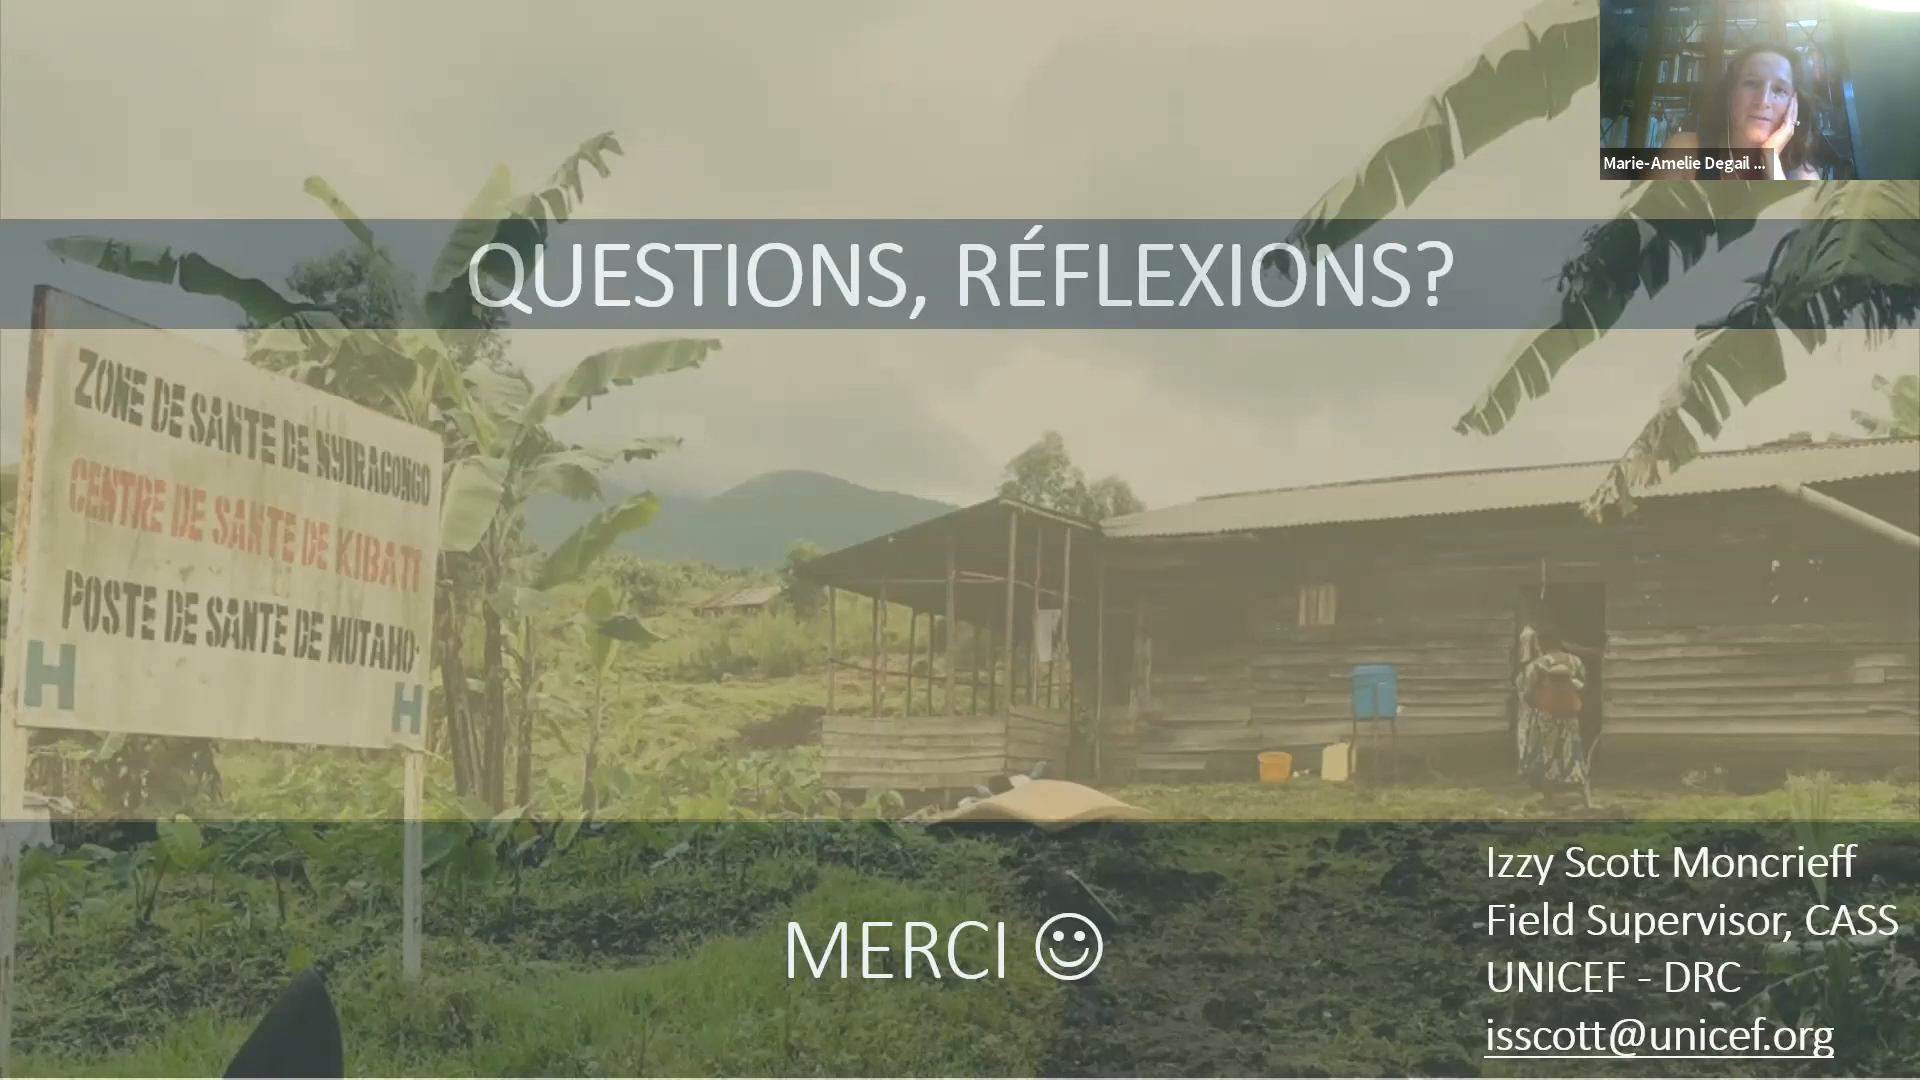 Marie-Amelie Degail ...
QUESTIONS, RÉFLEXIONS?
ZONE DE SANTE DE NYIRAGONGO
CENTRE DE SANTE DE KIBATI
POSTE DE SANTE DE MUTAHO
H H
MERCI ☺
Izzy Scott Moncrieff
Field Supervisor, CASS
UNICEF - DRC
isscott@unicef.org